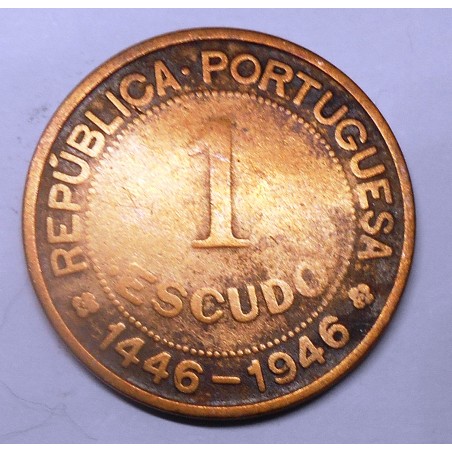 REPÚBLICA · PORTUGUESA
1
ESCUDO
1446-1946